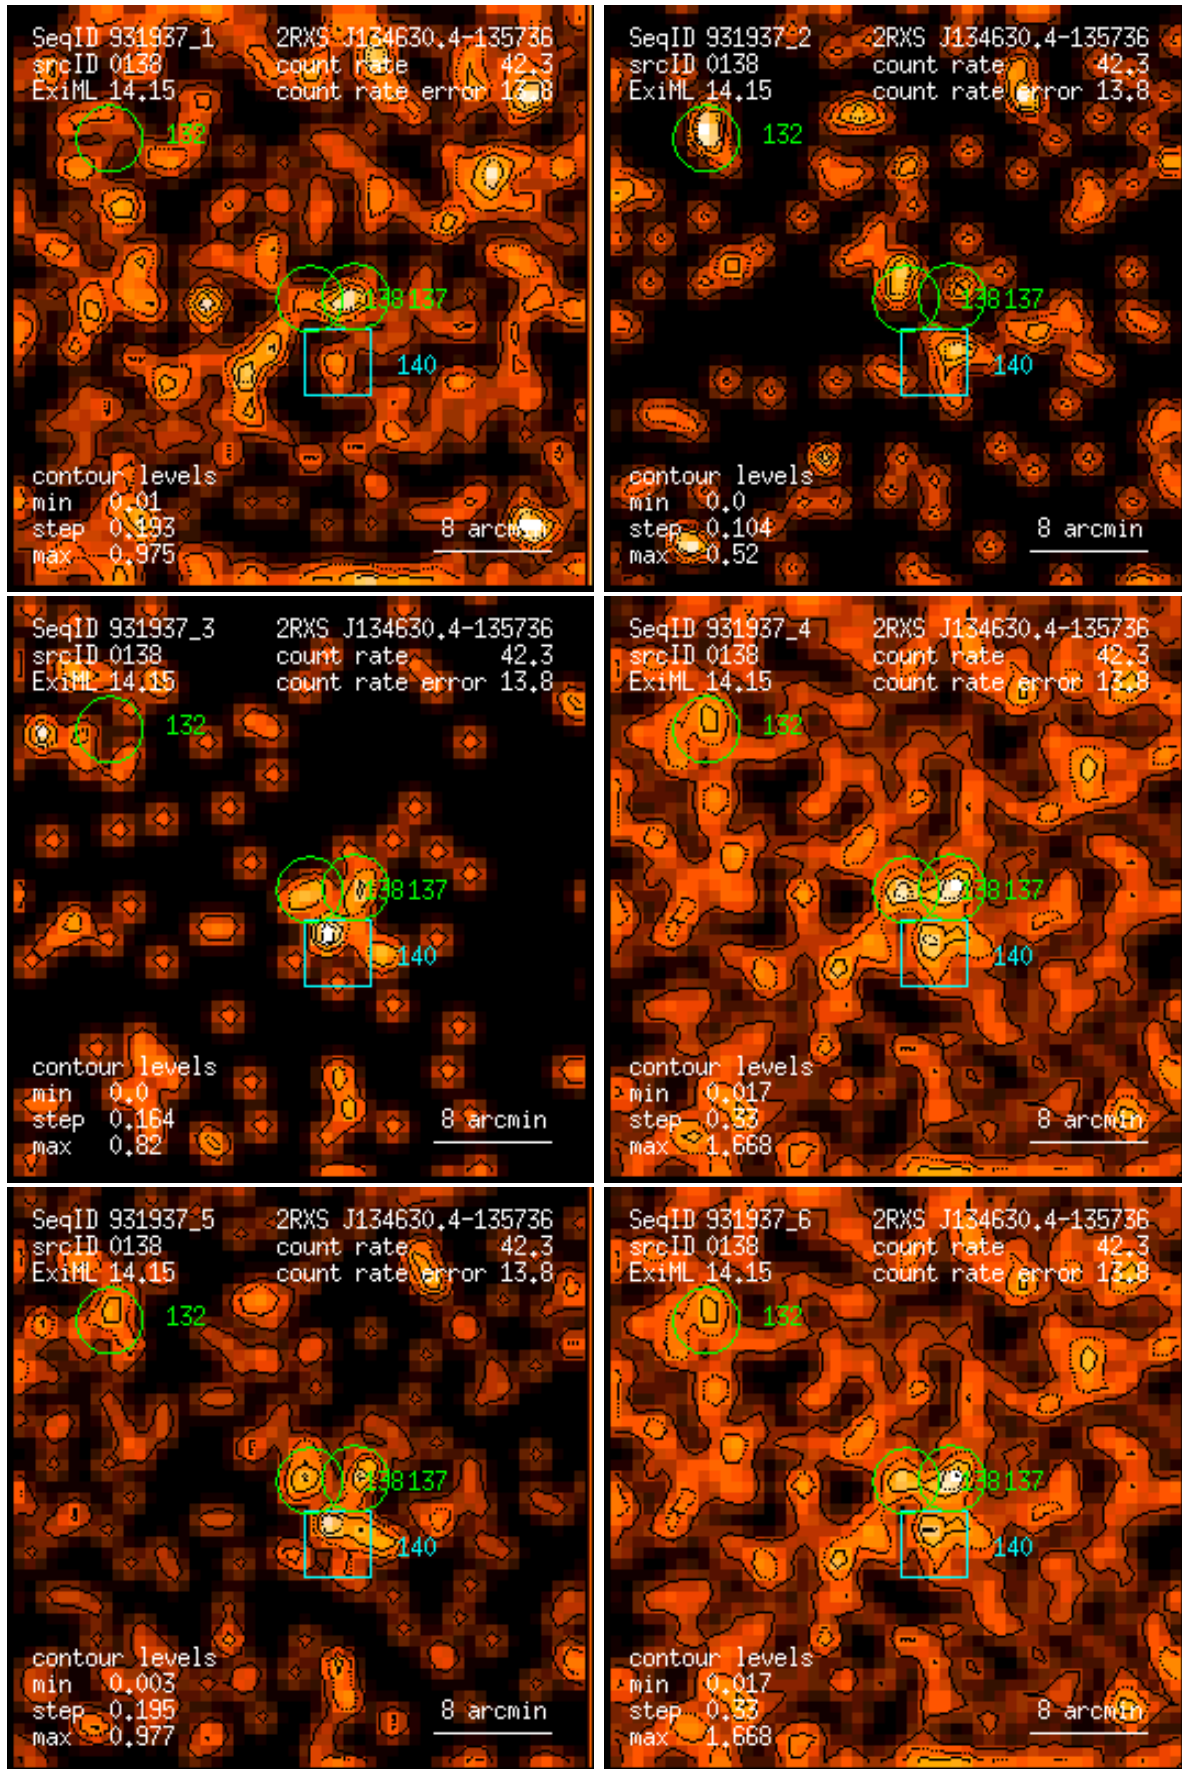 SeqID 931937_1 2RXS J134630.4-135736
srcID 0138 count rate 42.3
ExiML 14.15 count rate error 13.8
132
138 137
140
contour levels
min 0.01
step 0.193 8 arcmin
max 0.975
SeqID 931937_2 2RXS J134630.4-135736
srcID 0138 count rate 42.3
ExiML 14.15 count rate error 13.8
132
138 137
140
contour levels
min 0.0
step 0.104 8 arcmin
max 0.52
SeqID 931937_3 2RXS J134630.4-135736
srcID 0138 count rate 42.3
ExiML 14.15 count rate error 13.8
132
138 137
140
contour levels
min 0.0
step 0.164 8 arcmin
max 0.82
SeqID 931937_4 2RXS J134630.4-135736
srcID 0138 count rate 42.3
ExiML 14.15 count rate error 13.8
132
138 137
140
contour levels
min 0.017
step 0.33 8 arcmin
max 1.668
SeqID 931937_5 2RXS J134630.4-135736
srcID 0138 count rate 42.3
ExiML 14.15 count rate error 13.8
132
138 137
140
contour levels
min 0.003
step 0.195 8 arcmin
max 0.977
SeqID 931937_6 2RXS J134630.4-135736
srcID 0138 count rate 42.3
ExiML 14.15 count rate error 13.8
132
138 137
140
contour levels
min 0.017
step 0.33 8 arcmin
max 1.668